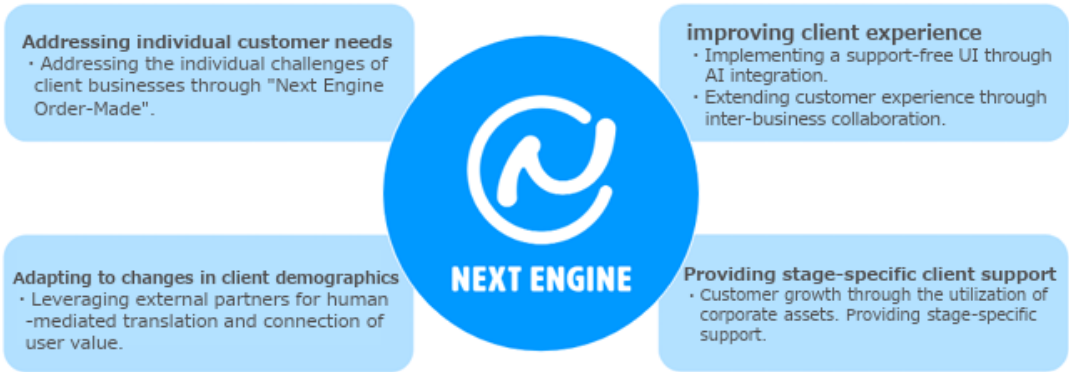 Addressing individual customer needs
・Addressing the individual challenges of
client businesses through "Next Engine
Order-Made".
improving client experience
・Implementing a support-free UI through
AI integration.
・Extending customer experience through
inter-business collaboration.
NEXT ENGINE
Adapting to changes in client demographics
・Leveraging external partners for human
-mediated translation and connection of
user value.
Providing stage-specific client support
・Customer growth through the utilization of
corporate assets. Providing stage-specific
support.